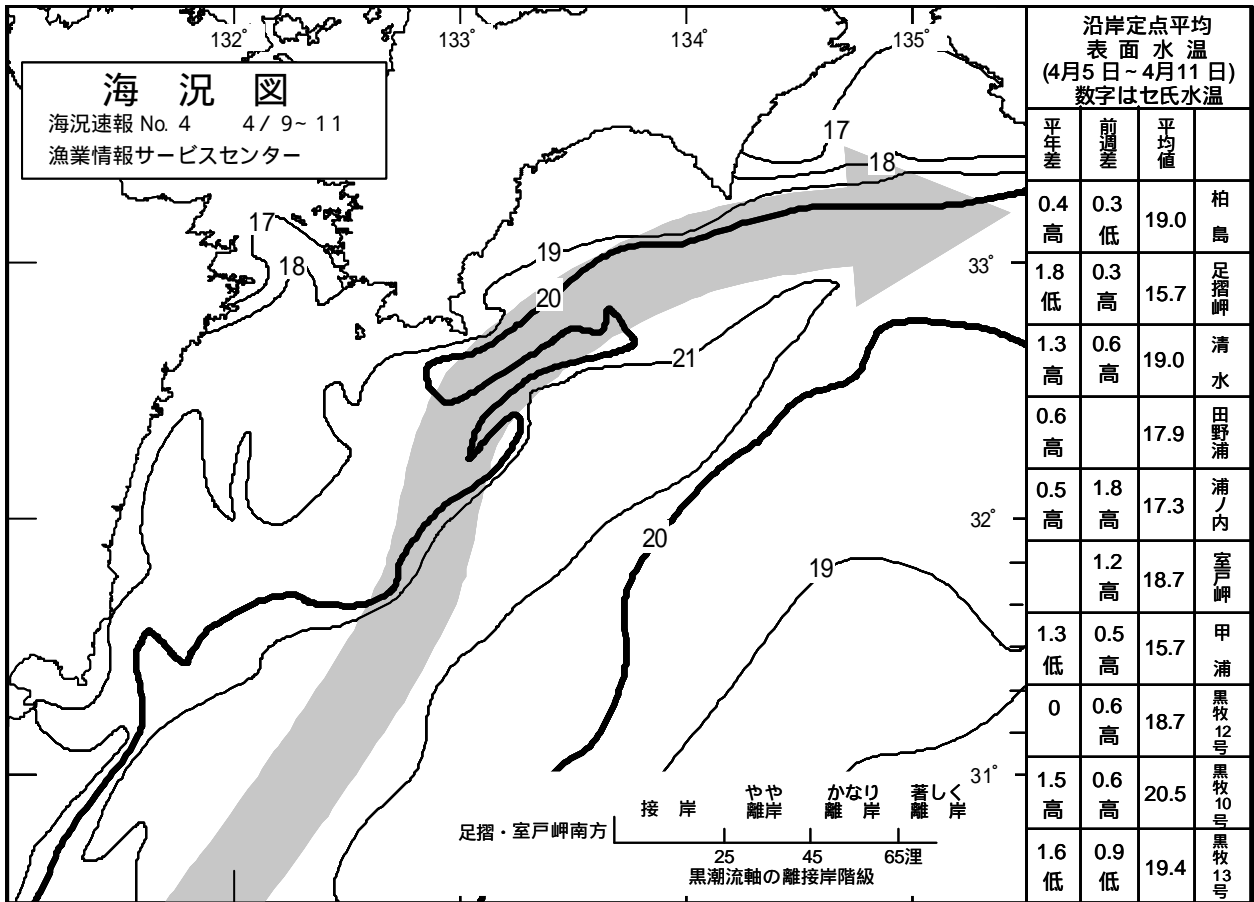 海況図
海況速報 No. 4 4/ 9~ 11
漁業情報サービスセンター
132°
133°
134°
135°
33°
32°
31°
17
18
17
18
19
20
21
20
19
接岸
やや離岸
かなり離岸
著しく離岸
足摺・室戸岬南方
25 45 65浬
黒潮流軸の離接岸階級
沿岸定点平均
表面水温
(4月5日~4月11日)
数字はセ氏水温
平年差 前週差 平均値
0.4高 0.3低 19.0 柏島
1.8低 0.3高 15.7 足摺岬
1.3高 0.6高 19.0 清水
0.6高 17.9 田野浦
0.5高 1.8高 17.3 浦ノ内
1.2高 18.7 室戸岬
1.3低 0.5高 15.7 甲浦
0 0.6高 18.7 黒牧12号
1.5高 0.6高 20.5 黒牧10号
1.6低 0.9低 19.4 黒牧13号